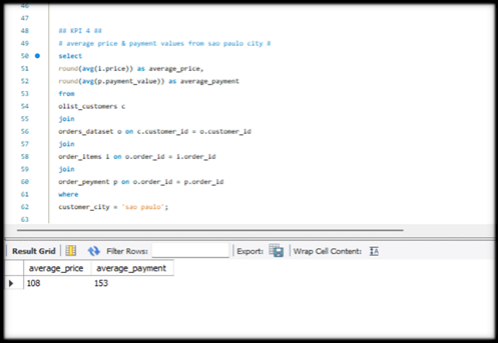 46
47
48 ## KPI 4 ##
49 # average price & payment values from sao paulo city #
50 select
51 round(avg(i.price)) as average_price,
52 round(avg(p.payment_value)) as average_payment
53 from
54 olist_customers c
55 join
56 orders_dataset o on c.customer_id = o.customer_id
57 join
58 order_items i on o.order_id = i.order_id
59 join
60 order_peyment p on o.order_id = p.order_id
61 where
62 customer_city = 'sao paulo';
63
Result Grid Filter Rows: Export: Wrap Cell Content:
average_price average_payment
108 153